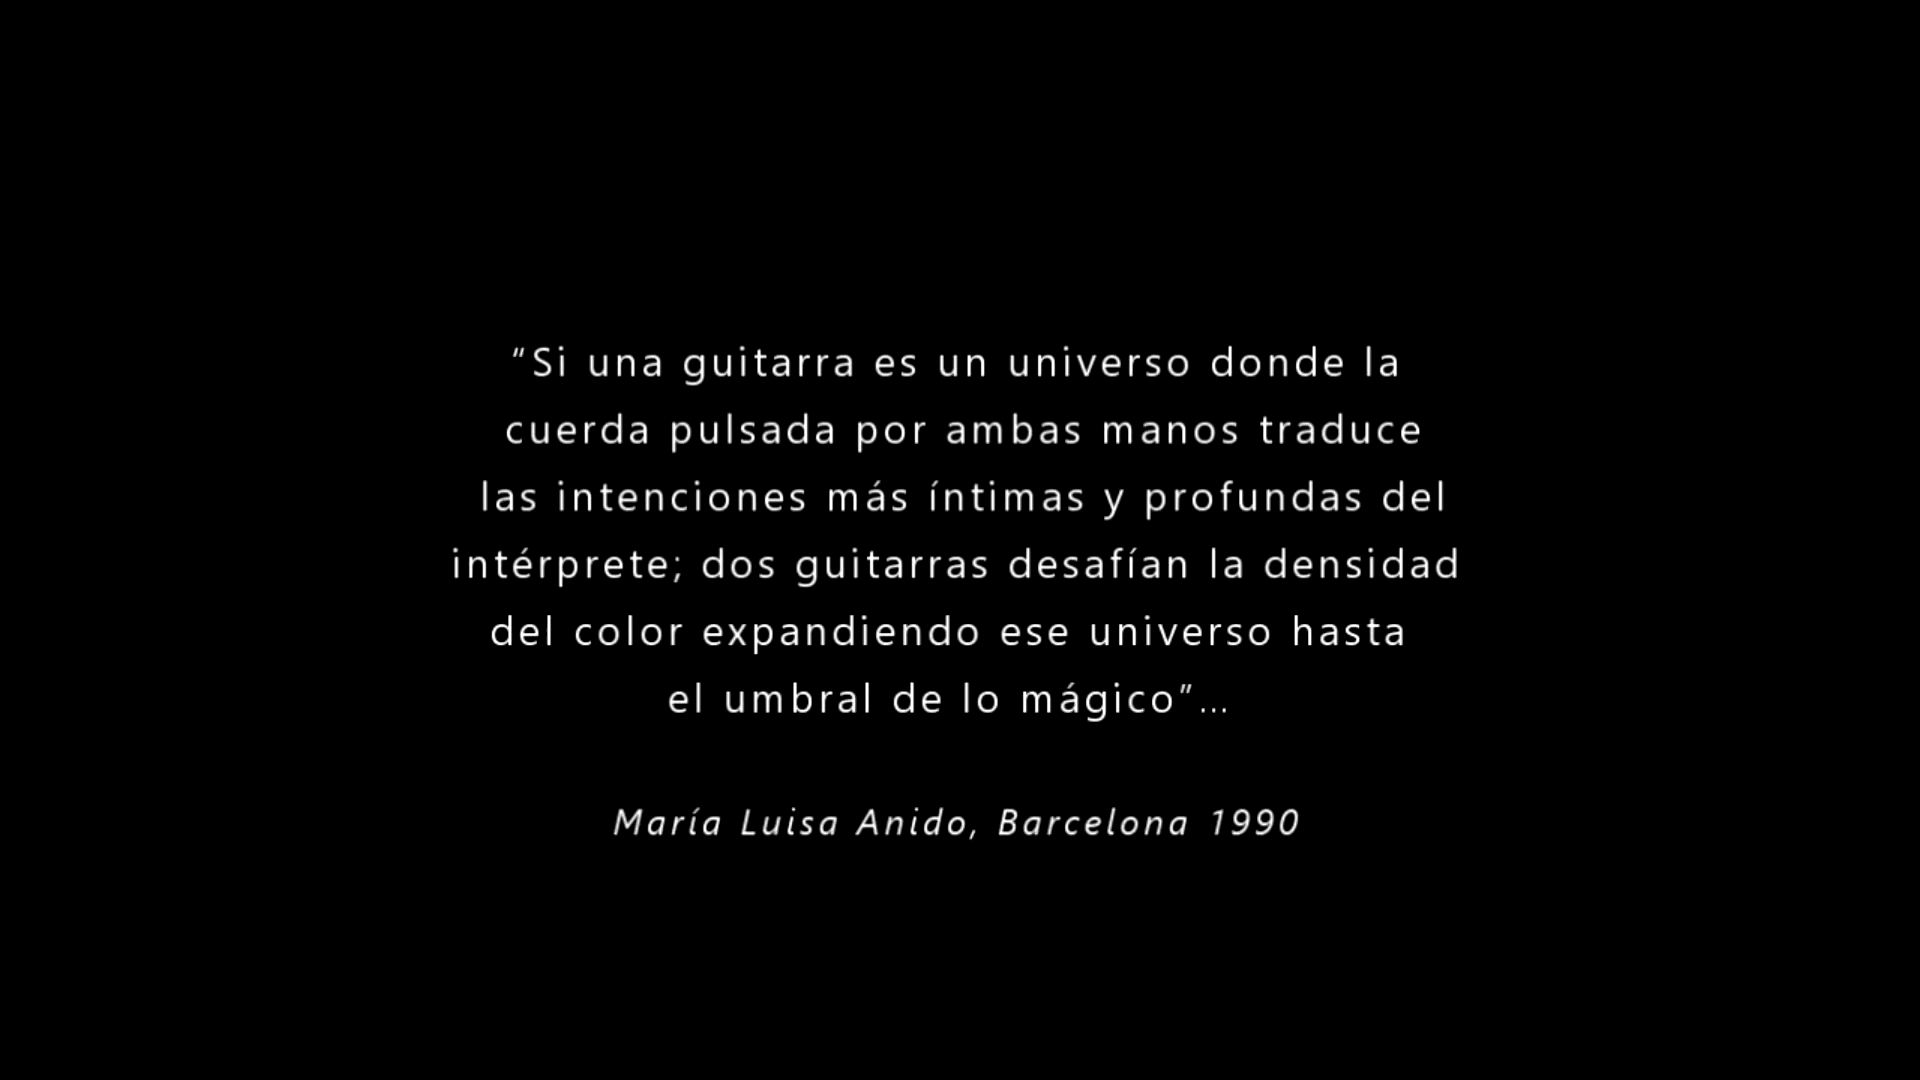 "Si una guitarra es un universo donde la
cuerda pulsada por ambas manos traduce
las intenciones más íntimas y profundas del
intérprete; dos guitarras desafían la densidad
del color expandiendo ese universo hasta
el umbral de lo mágico"...
María Luisa Anido, Barcelona 1990